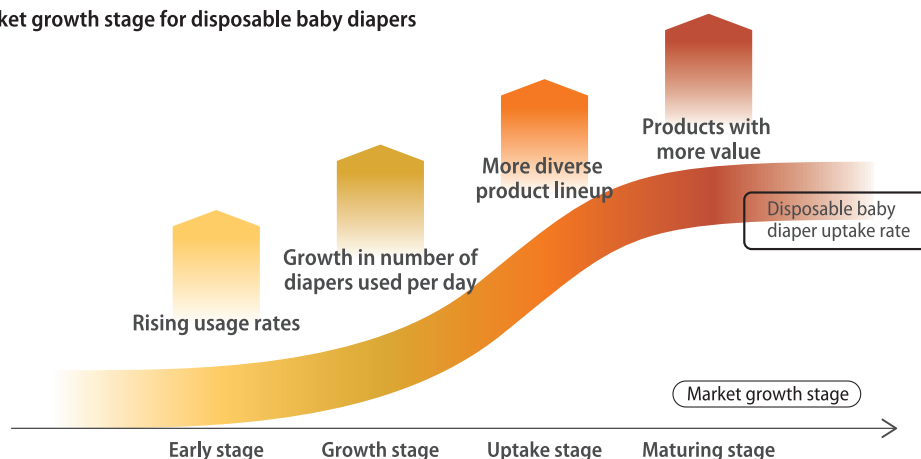 ket growth stage for disposable baby diapers
Products with
more value
More diverse
product lineup
Disposable baby
diaper uptake rate
Growth in number of
diapers used per day
Rising usage rates
Market growth stage
Early stage
Growth stage
Uptake stage
Maturing stage